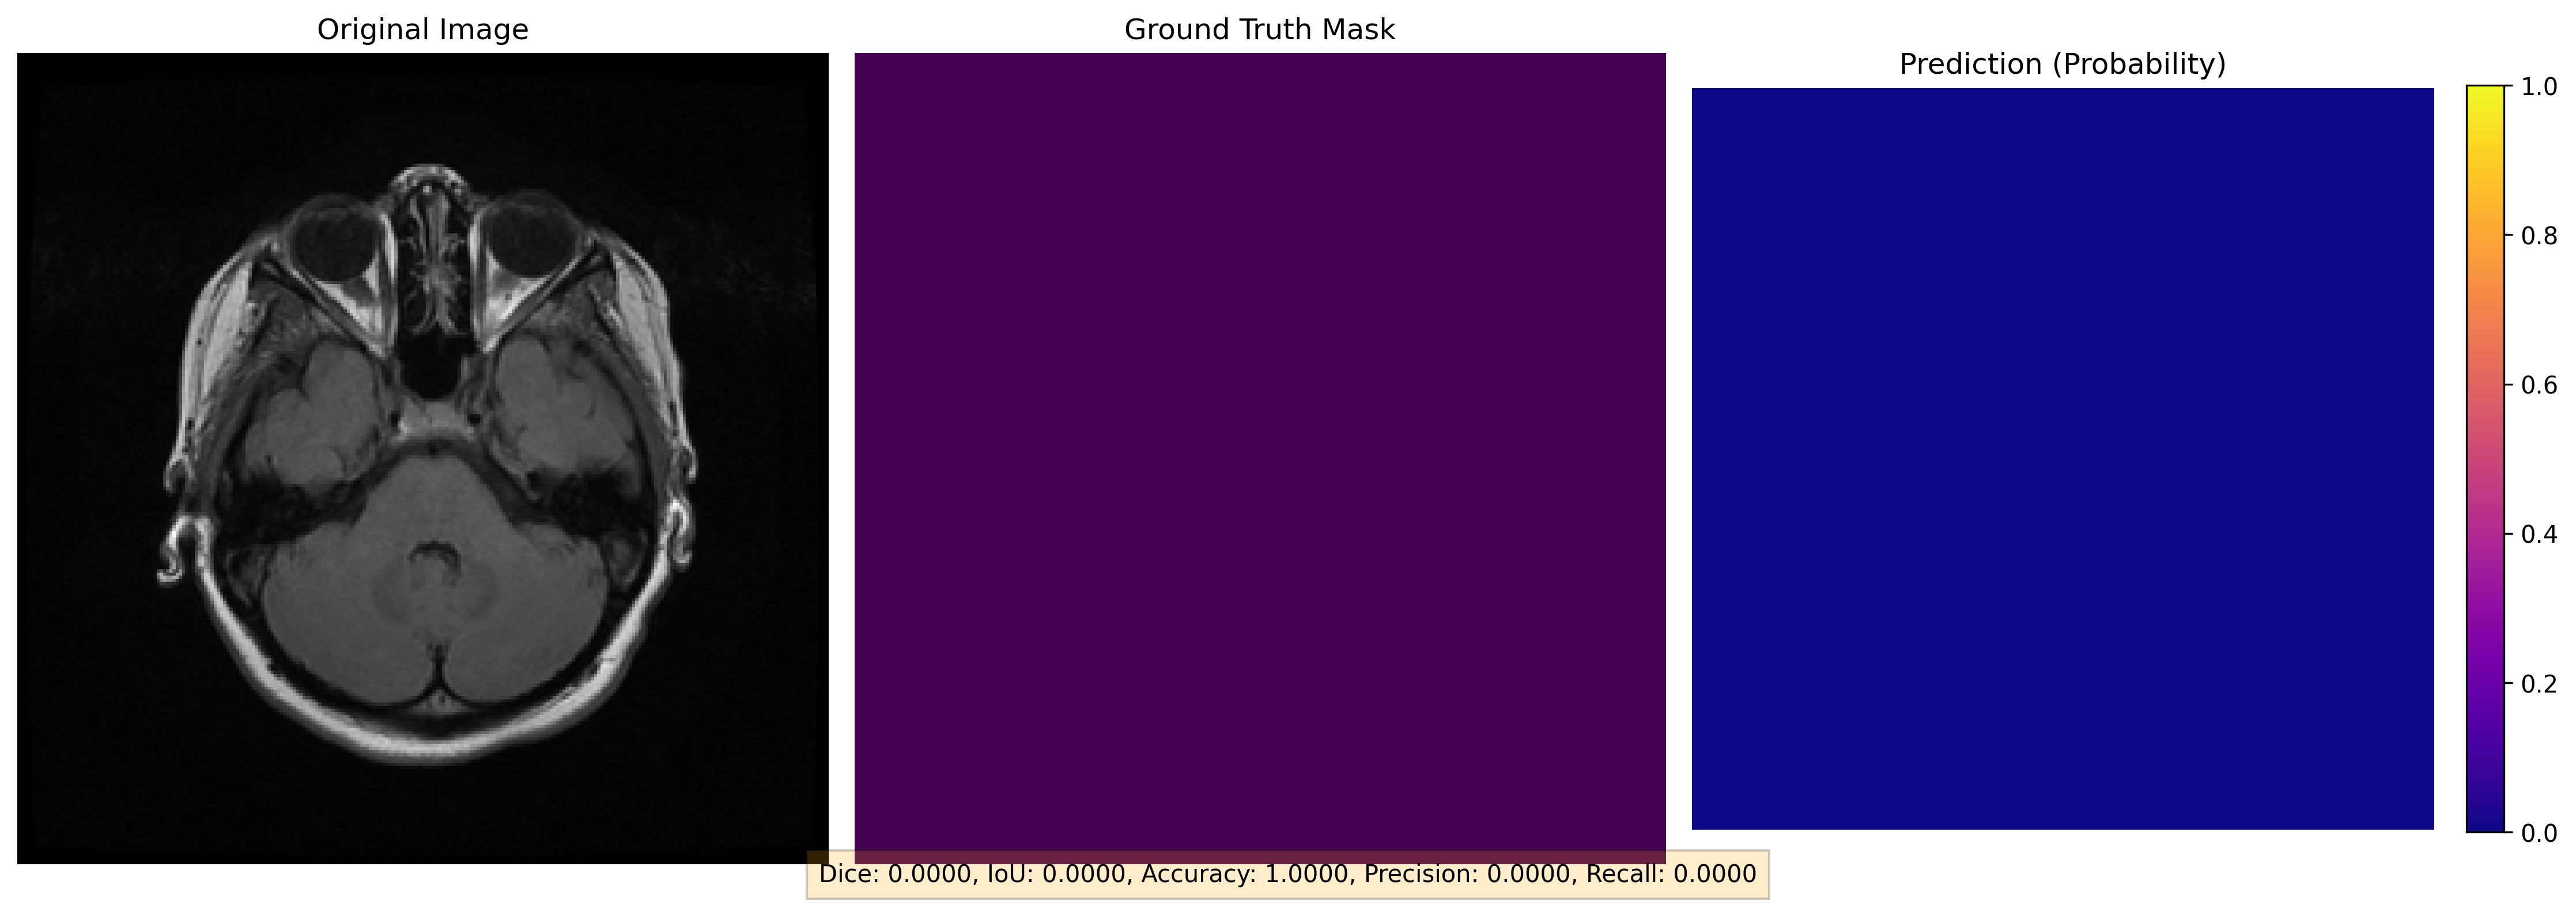 Original Image
Ground Truth Mask
Prediction (Probability)
1.0
0.8
0.6
0.4
0.2
0.0
Dice: 0.0000, IoU: 0.0000, Accuracy: 1.0000, Precision: 0.0000, Recall: 0.0000